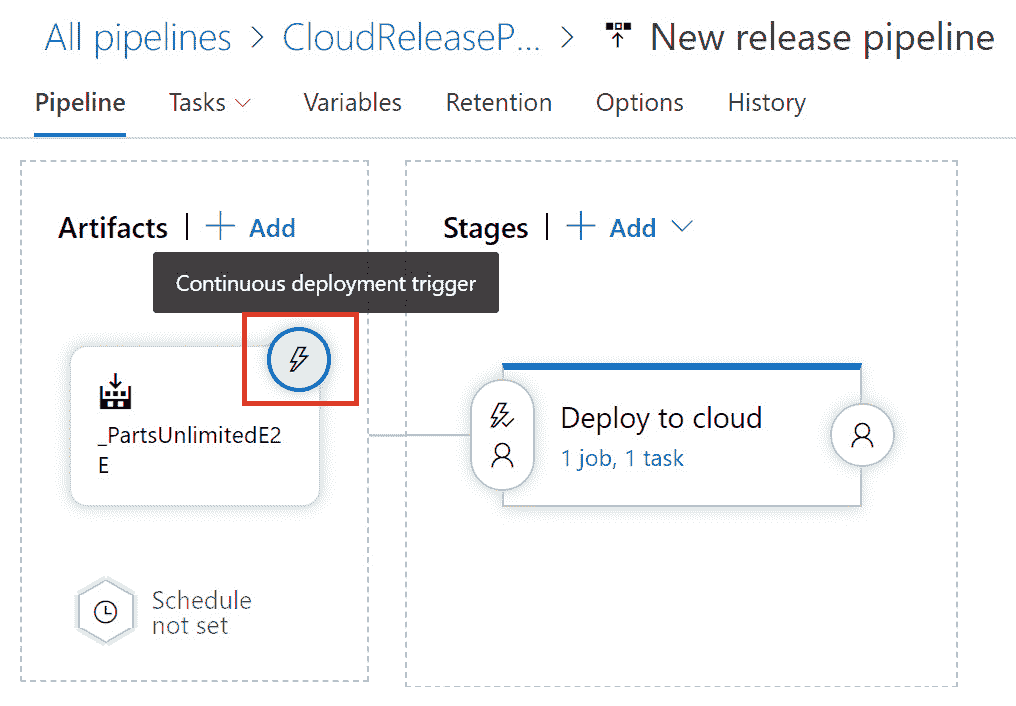 All pipelines > CloudReleaseP... > New release pipeline
Pipeline Tasks Variables Retention Options History
Artifacts | + Add
Stages | + Add
Continuous deployment trigger
_PartsUnlimitedE2
E
Deploy to cloud
1 job, 1 task
Schedule
not set